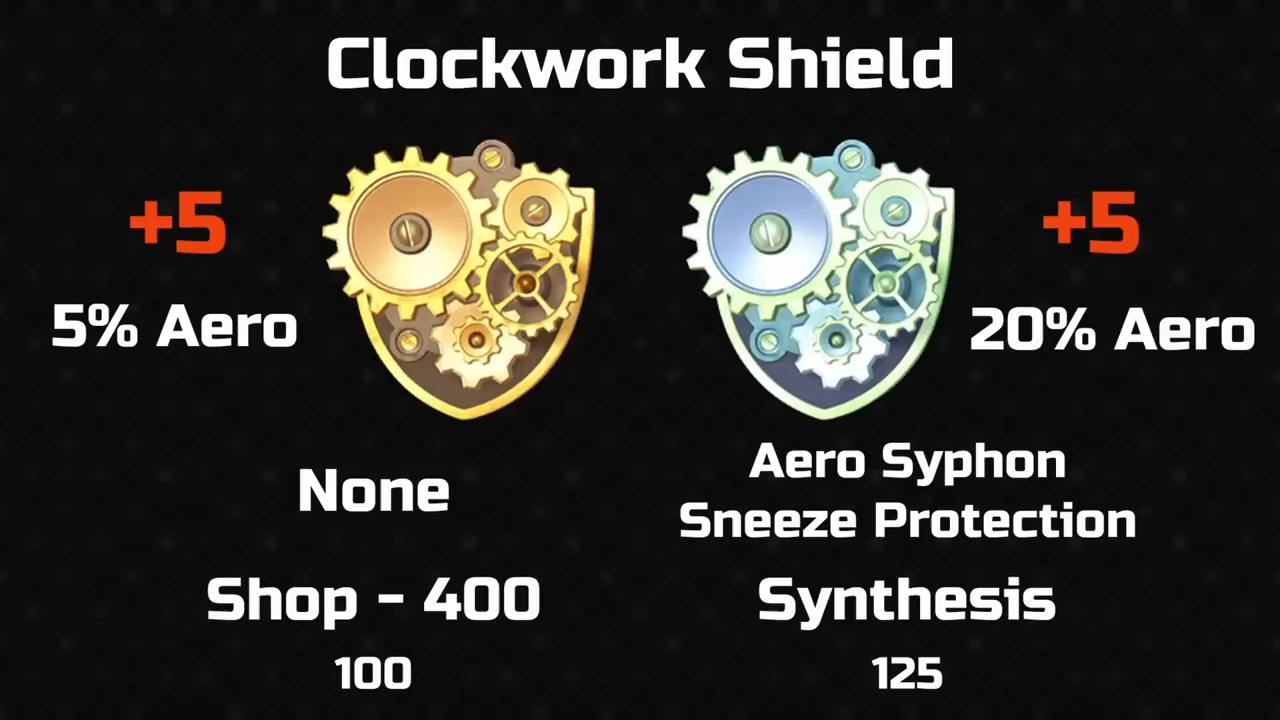 Clockwork Shield
+5
+5
5% Aero
20% Aero
None
Aero Syphon
Sneeze Protection
Shop - 400
Synthesis
100
125